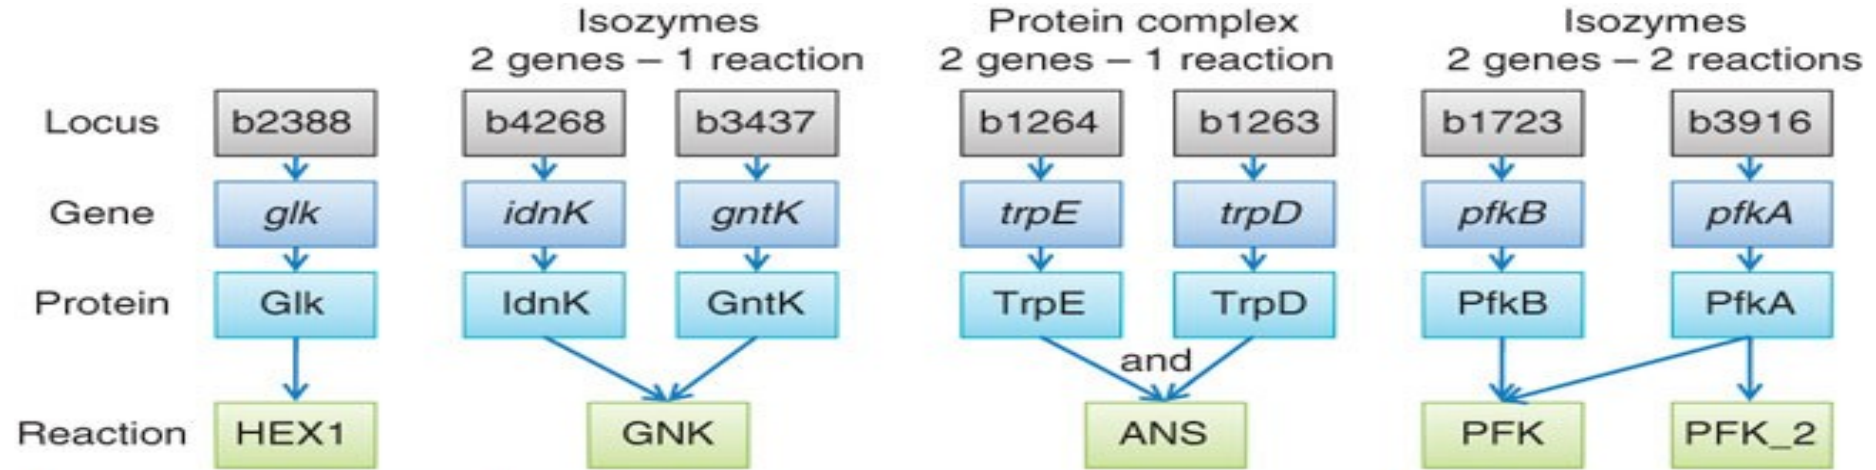 Isozymes Protein complex Isozymes
2 genes – 1 reaction 2 genes – 1 reaction 2 genes – 2 reactions
Locus b2388 b4268 b3437 b1264 b1263 b1723 b3916
Gene glk idnK gntK trpE trpD pfkB pfkA
Protein Glk IdnK GntK TrpE TrpD PfkB PfkA
and
Reaction HEX1 GNK ANS PFK PFK_2